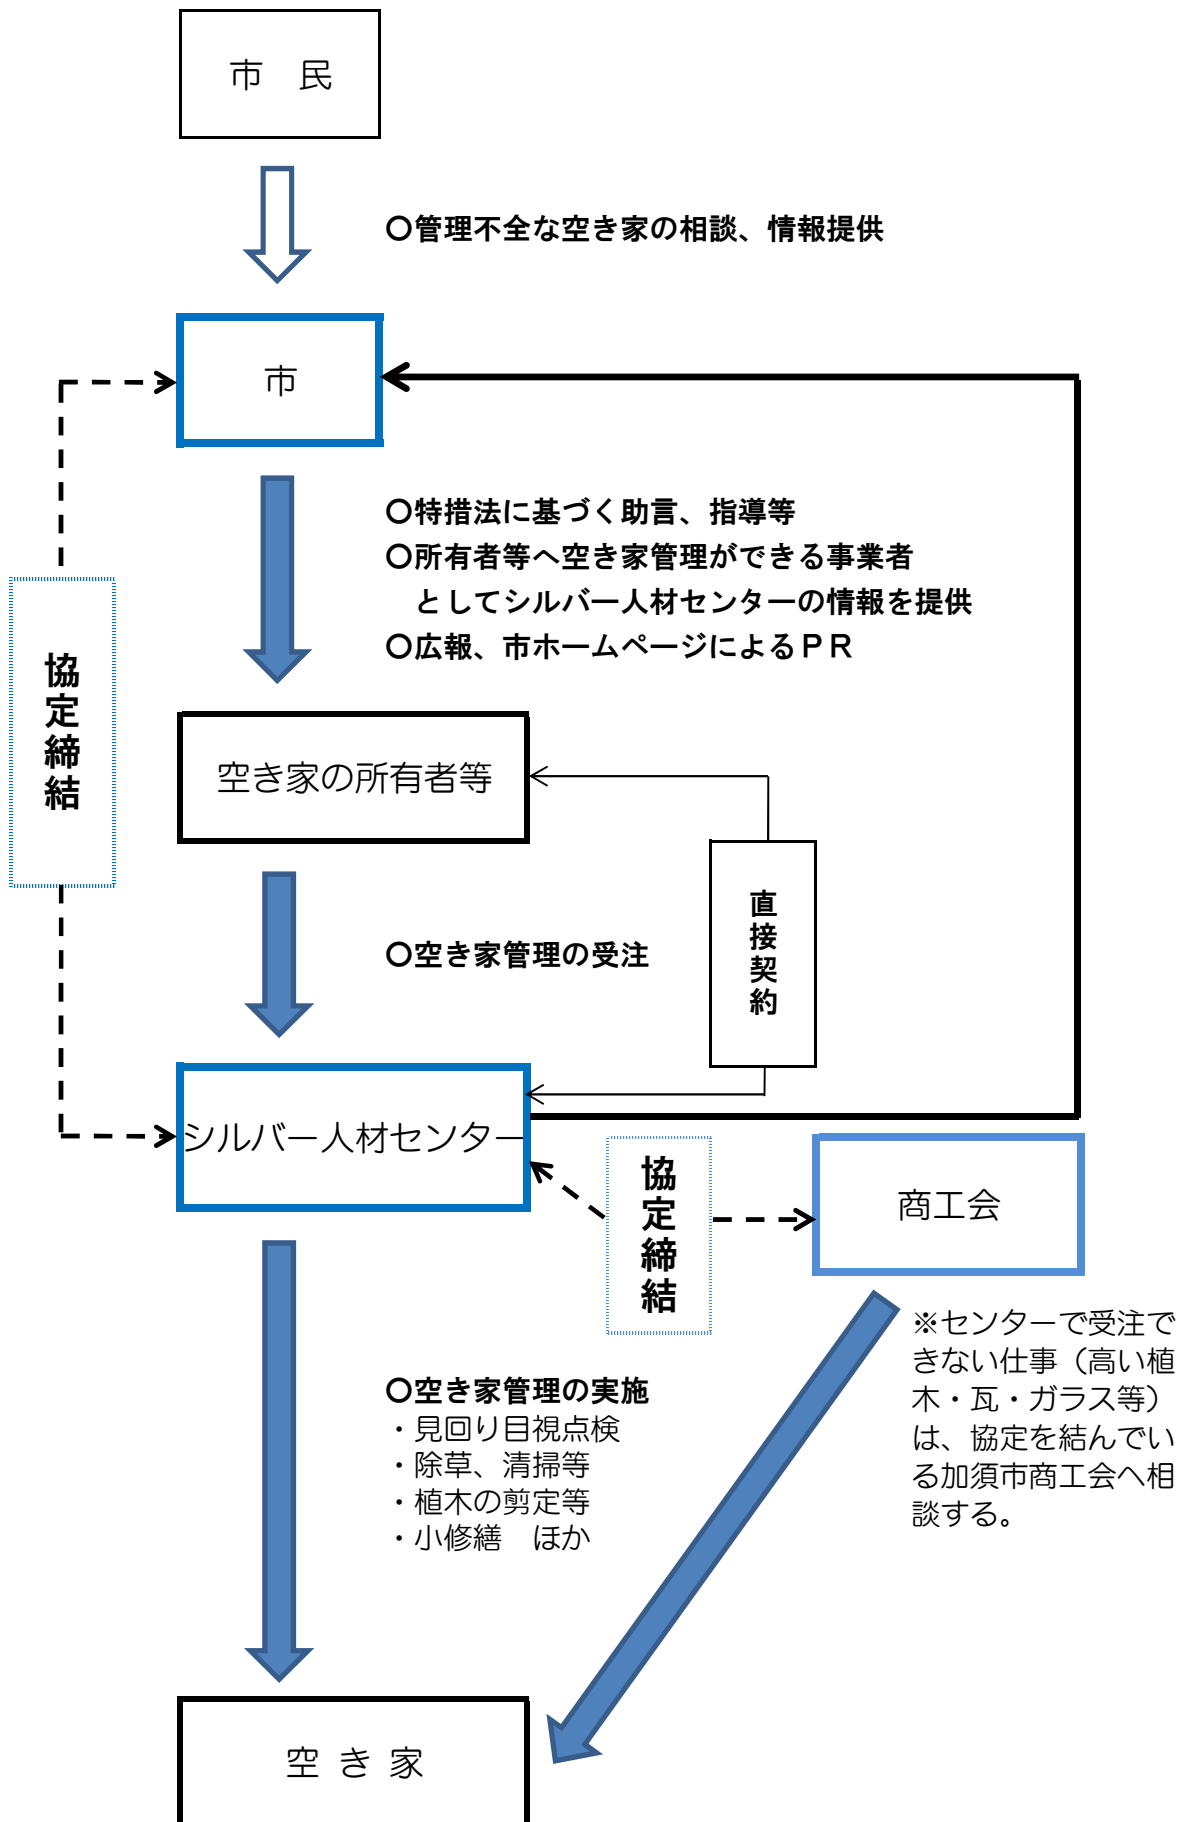 市　民
〇管理不全な空き家の相談、情報提供
市
〇特措法に基づく助言、指導等
〇所有者等へ空き家管理ができる事業者
としてシルバー人材センターの情報を提供
〇広報、市ホームページによるＰＲ
協定締結
空き家の所有者等
直接契約
〇空き家管理の受注
シルバー人材センター
協定締結
商工会
※センターで受注で
きない仕事（高い植
木・瓦・ガラス等）
は、協定を結んでい
る加須市商工会へ相
談する。
〇空き家管理の実施
・見回り目視点検
・除草、清掃等
・植木の剪定等
・小修繕　ほか
空 き 家